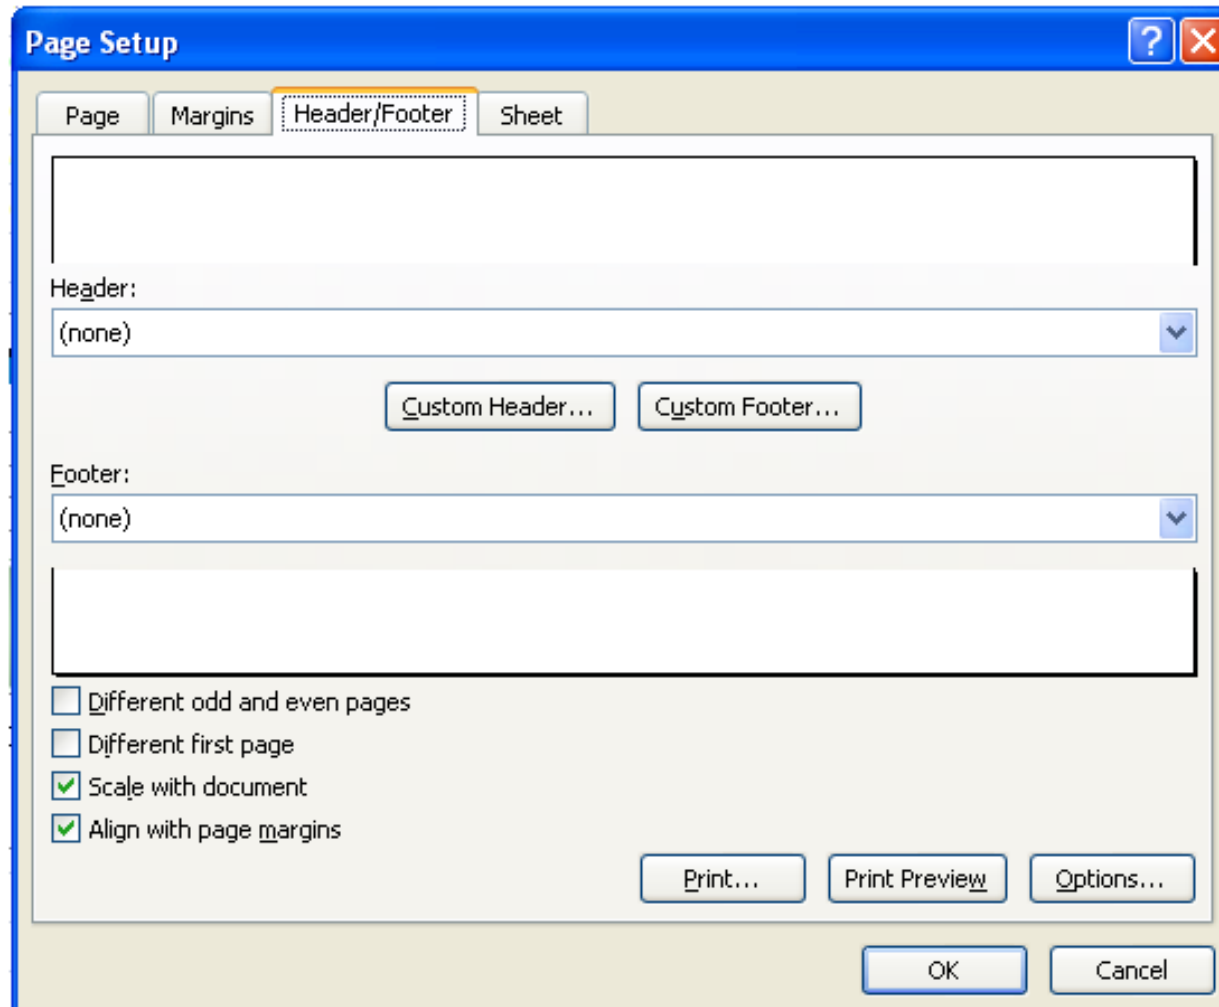 Page Setup
Page Margins Header/Footer Sheet
Header:
(none)
Custom Header... Custom Footer...
Footer:
(none)
Different odd and even pages
Different first page
Scale with document
Align with page margins
Print... Print Preview Options...
OK Cancel